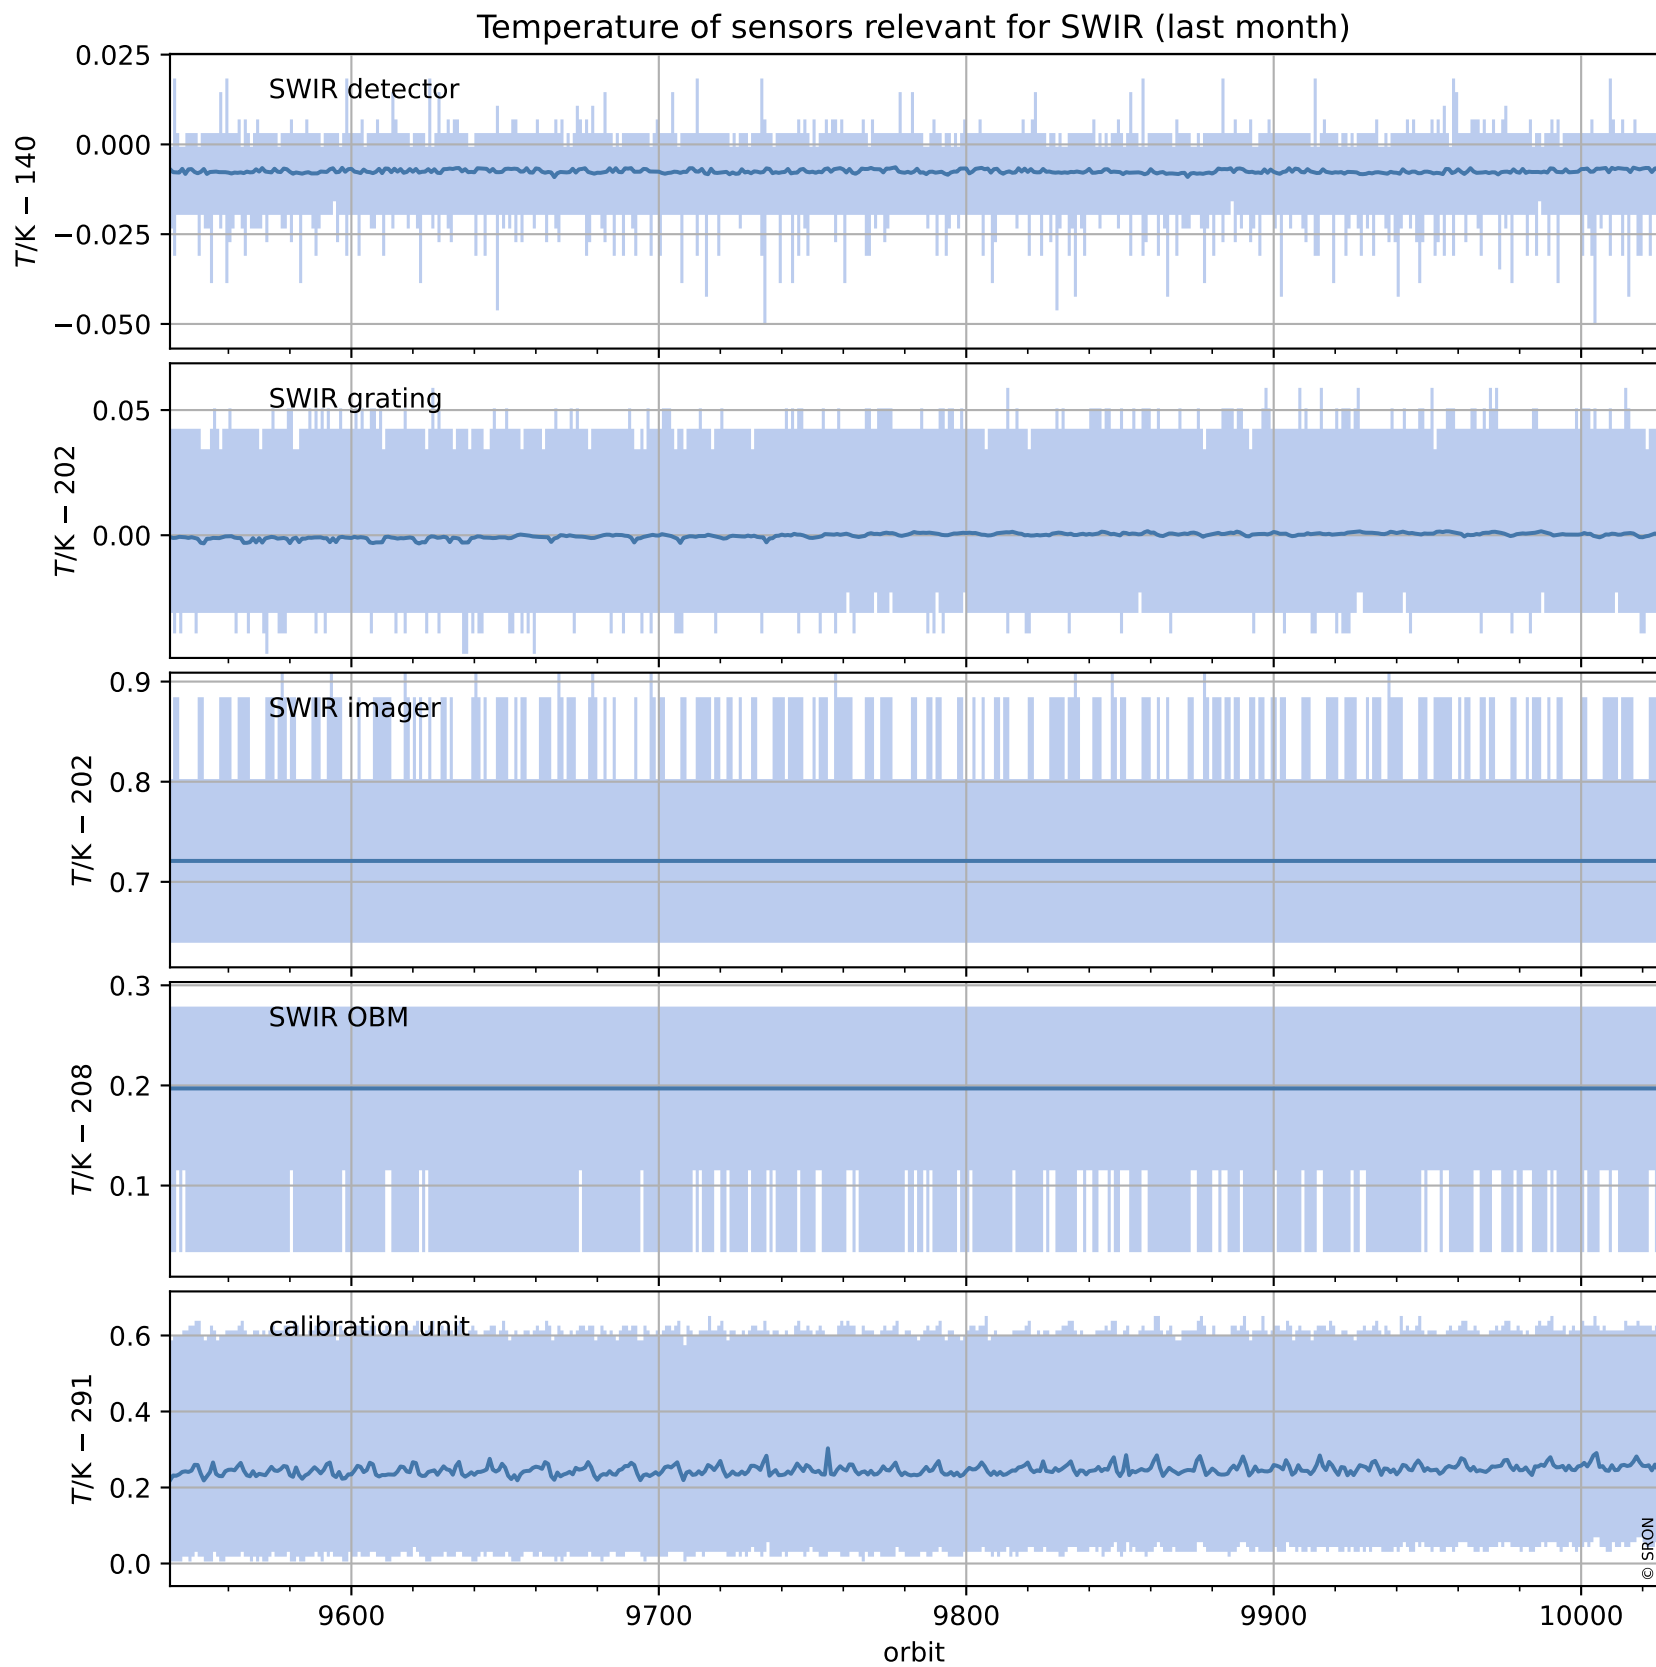 Temperature of sensors relevant for SWIR (last month)
0.025
0.000
−0.025
−0.050
T/K − 140
SWIR detector
0.05
0.00
T/K − 202
SWIR grating
0.9
0.8
0.7
T/K − 202
SWIR imager
0.3
0.2
0.1
T/K − 208
SWIR OBM
0.6
0.4
0.2
0.0
T/K − 291
calibration unit
© SRON
9600 9700 9800 9900 10000
orbit